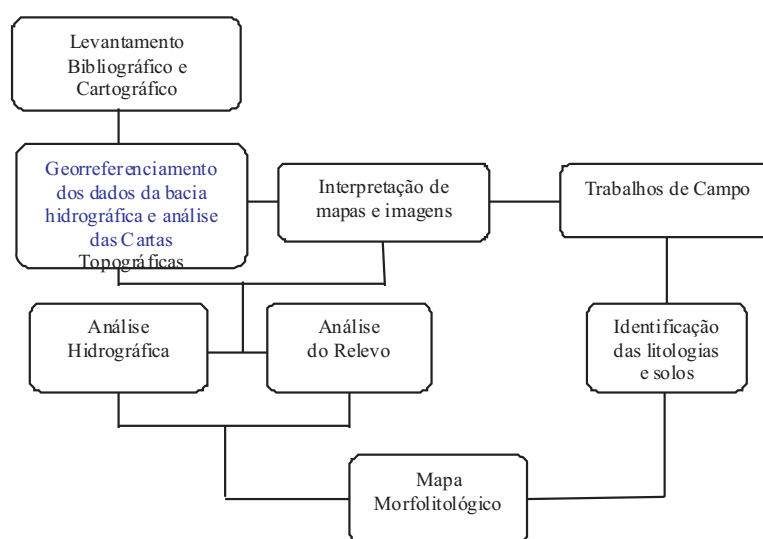 Levantamento
Bibliográfico e
Cartográfico
Georreferenciamento
dos dados da bacia
hidrográfica e análise
das Cartas
Topográficas
Interpretação de
mapas e imagens
Trabalhos de Campo
Análise
Hidrográfica
Análise
do Relevo
Identificação
das litologias
e solos
Mapa
Morfolitológico